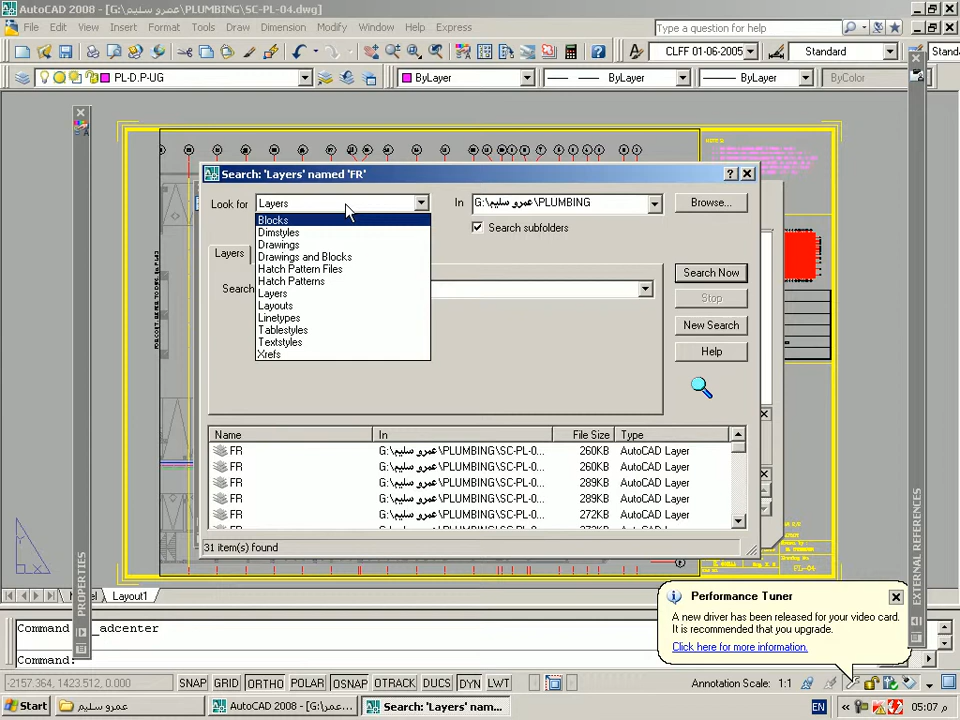 AutoCAD 2008 - [G:\عمرو سليم\PLUMBING\SC-PL-04.dwg]
File Edit View Insert Format Tools Draw Dimension Modify Window Help Express
Type a question for help
CLFF 01-06-2005 Standard Standa
PL-D.P-UG ByLayer ByLayer ByLayer ByColor
Search: 'Layers' named 'FR'
Look for Layers In G:\عمرو سليم\PLUMBING Browse...
Blocks
Dimstyles
Drawings
Drawings and Blocks
Hatch Pattern Files
Hatch Patterns
Layers
Layouts
Linetypes
Tablestyles
Textstyles
Xrefs
Search subfolders
Layers
Search
Search Now
Stop
New Search
Help
Name In File Size Type
FR G:\عمرو سليم\PLUMBING\SC-PL-0... 260KB AutoCAD Layer
FR G:\عمرو سليم\PLUMBING\SC-PL-0... 260KB AutoCAD Layer
FR G:\عمرو سليم\PLUMBING\SC-PL-0... 289KB AutoCAD Layer
FR G:\عمرو سليم\PLUMBING\SC-PL-0... 289KB AutoCAD Layer
FR G:\عمرو سليم\PLUMBING\SC-PL-0... 272KB AutoCAD Layer
31 item(s) found
PROPERTIES
EXTERNAL REFERENCES
Layout1
Performance Tuner
A new driver has been released for your video card.
It is recommended that you upgrade.
Click here for more information.
Command _adcenter
Command:
-2157.364, 1423.512, 0.000 SNAP GRID ORTHO POLAR OSNAP OTRACK DUCS DYN LWT Annotation Scale: 1:1
Start عمرو سليم AutoCAD 2008 - [G:\عمرو... Search: 'Layers' nam... EN 05:07 م